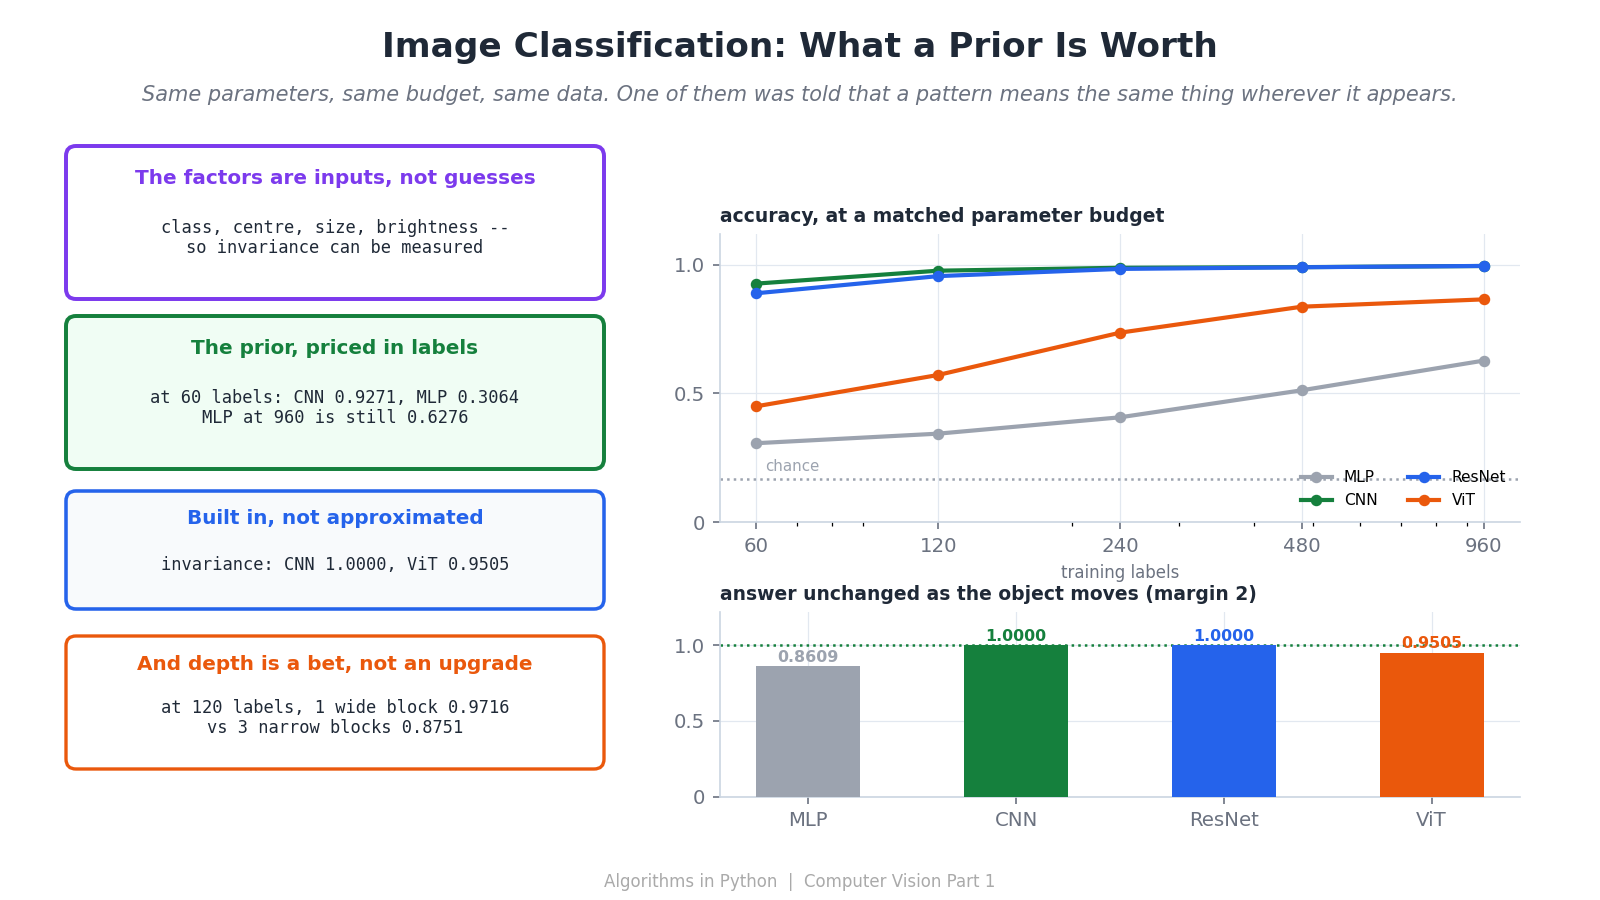 Image Classification: What a Prior Is Worth
Same parameters, same budget, same data. One of them was told that a pattern means the same thing wherever it appears.
The factors are inputs, not guesses
class, centre, size, brightness --
so invariance can be measured
The prior, priced in labels
at 60 labels: CNN 0.9271, MLP 0.3064
MLP at 960 is still 0.6276
Built in, not approximated
invariance: CNN 1.0000, ViT 0.9505
And depth is a bet, not an upgrade
at 120 labels, 1 wide block 0.9716
vs 3 narrow blocks 0.8751
accuracy, at a matched parameter budget
1.0
0.5
0
chance
MLP
ResNet
CNN
ViT
60
120
240
480
960
training labels
answer unchanged as the object moves (margin 2)
1.0
0.5
0
0.8609
1.0000
1.0000
0.9505
MLP
CNN
ResNet
ViT
Algorithms in Python | Computer Vision Part 1